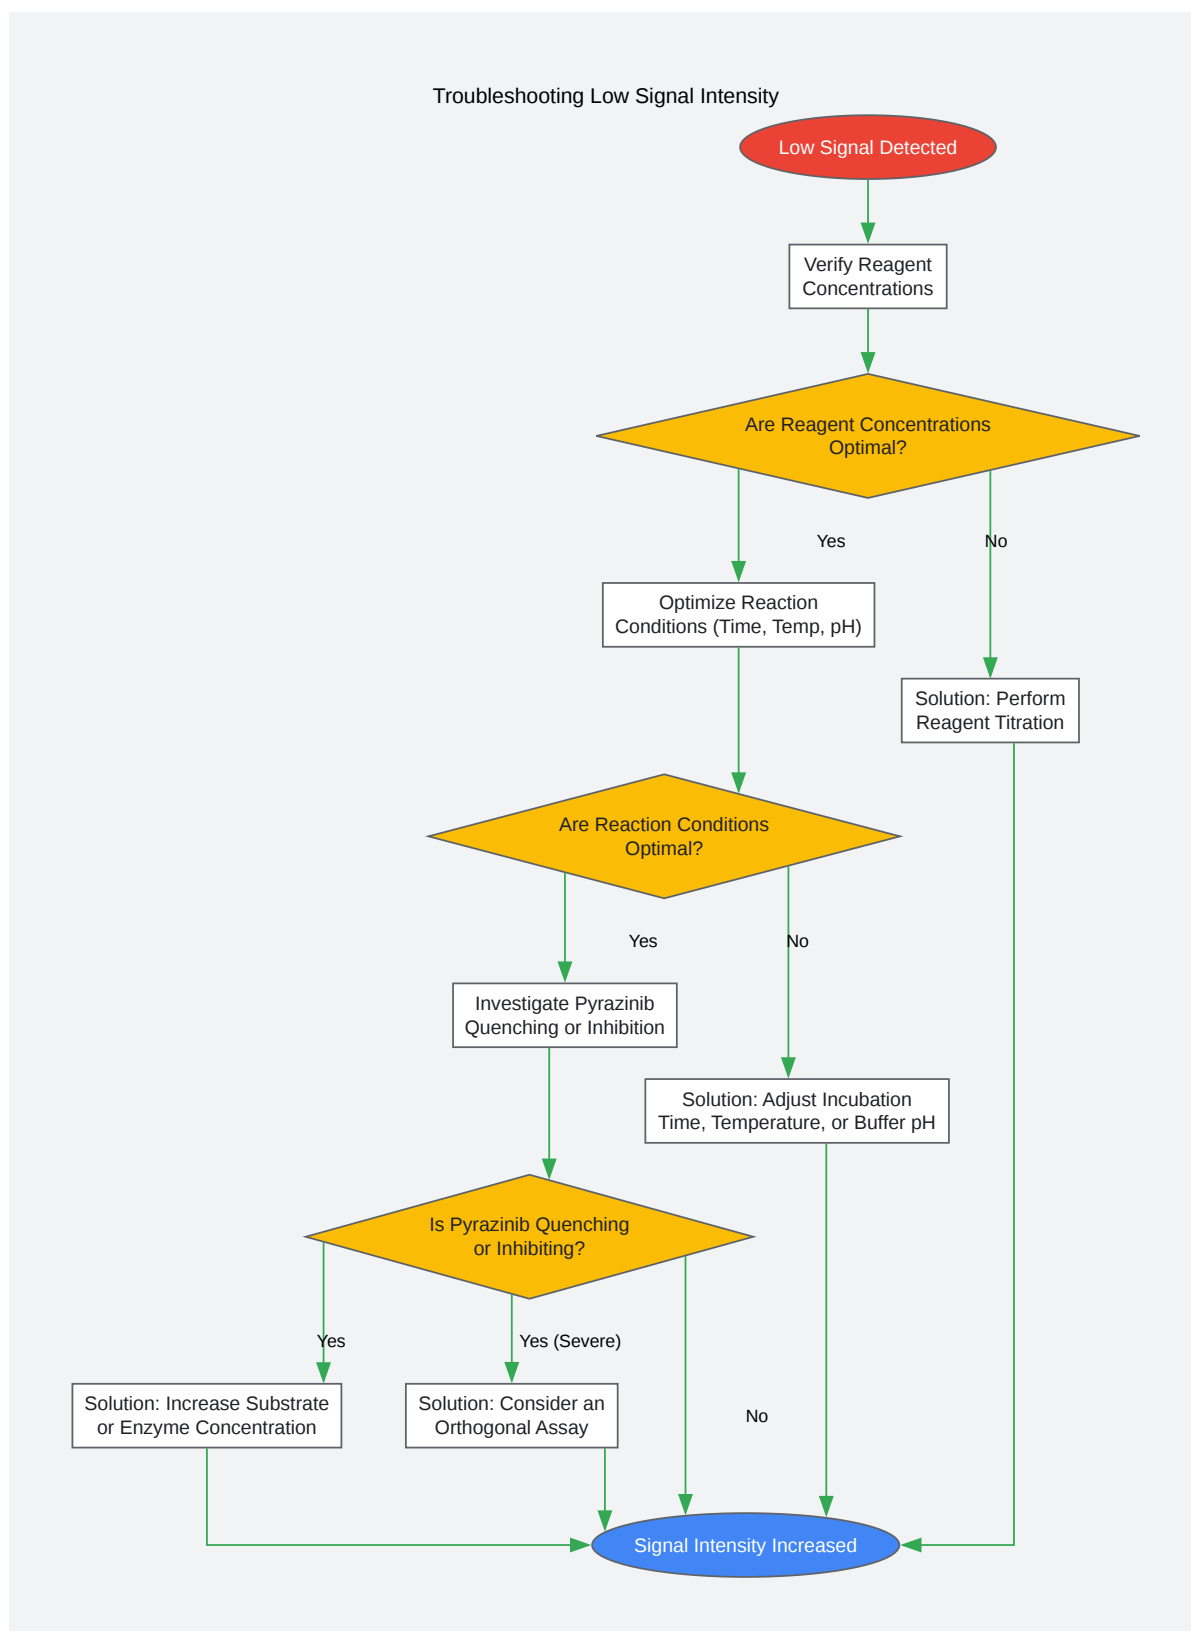 Troubleshooting Low Signal Intensity
Low Signal Detected
Verify Reagent
Concentrations
Are Reagent Concentrations
Optimal?
Yes
No
Optimize Reaction
Conditions (Time, Temp, pH)
Solution: Perform
Reagent Titration
Are Reaction Conditions
Optimal?
Yes
No
Investigate Pyrazinib
Quenching or Inhibition
Solution: Adjust Incubation
Time, Temperature, or Buffer pH
Is Pyrazinib Quenching
or Inhibiting?
Yes
Yes (Severe)
No
Solution: Increase Substrate
or Enzyme Concentration
Solution: Consider an
Orthogonal Assay
Signal Intensity Increased